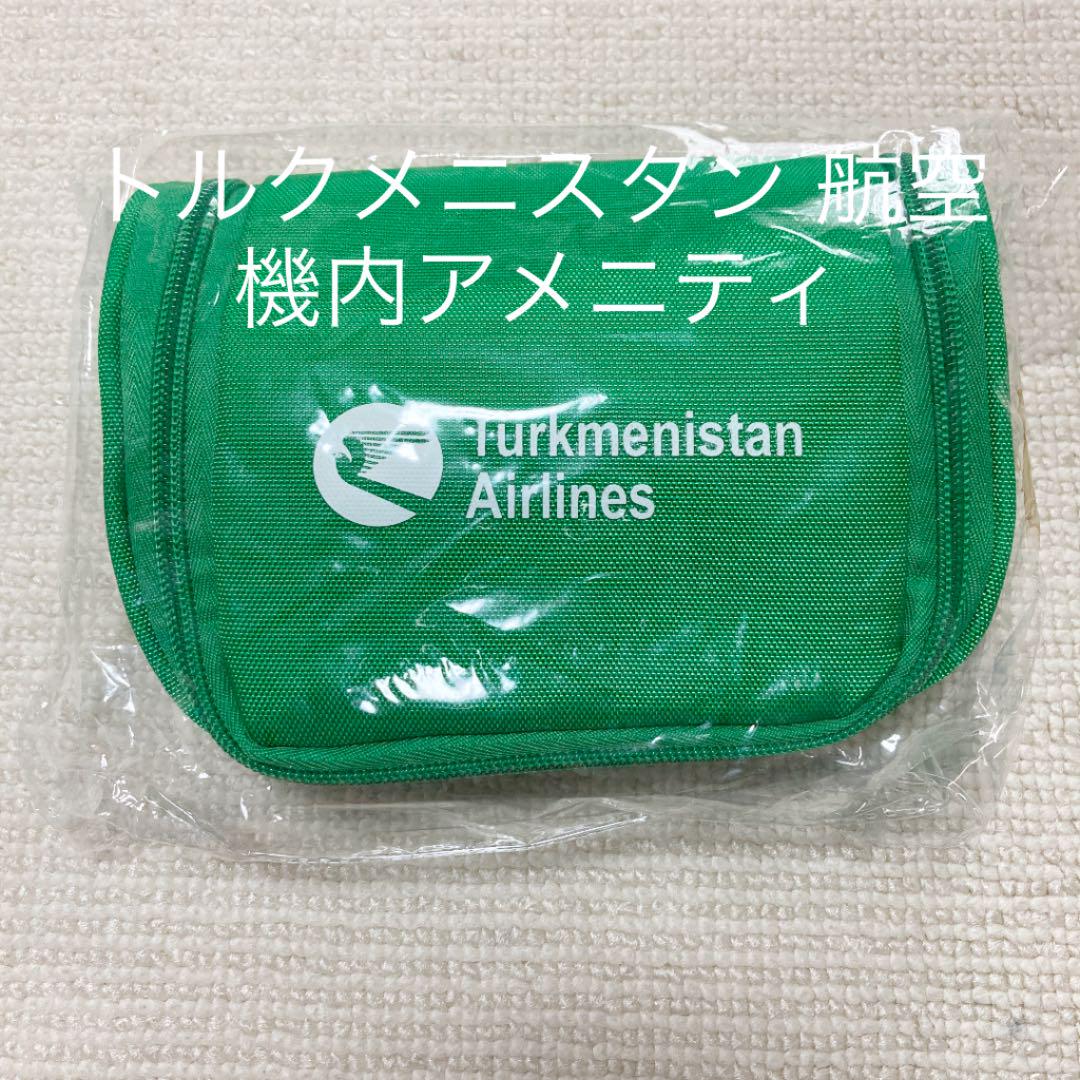 トルクメニスタン 航空
機内アメニティ
Turkmenistan
Airlines